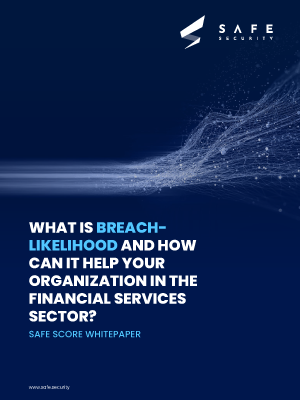 SAFE
SECURITY
WHAT IS BREACH-
LIKELIHOOD AND HOW
CAN IT HELP YOUR
ORGANIZATION IN THE
FINANCIAL SERVICES
SECTOR?
SAFE SCORE WHITEPAPER
www.safe.security